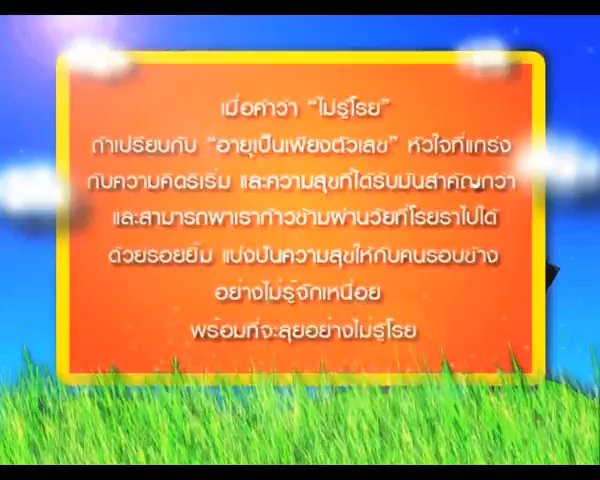 เมื่อคำว่า “ไม่รู้โรย”
ถ้าเปรียบกับ “อายุเป็นเพียงตัวเลข” หัวใจที่แกร่ง
กับความคิดริเริ่ม และความสุขที่ได้รับมันสำคัญกว่า
และสามารถพาเราก้าวข้ามผ่านวัยที่โรยราไปได้
ด้วยรอยยิ้ม แบ่งปันความสุขให้กับคนรอบข้าง
อย่างไม่รู้จักเหนื่อย
พร้อมที่จะลุยอย่างไม่รู้โรย